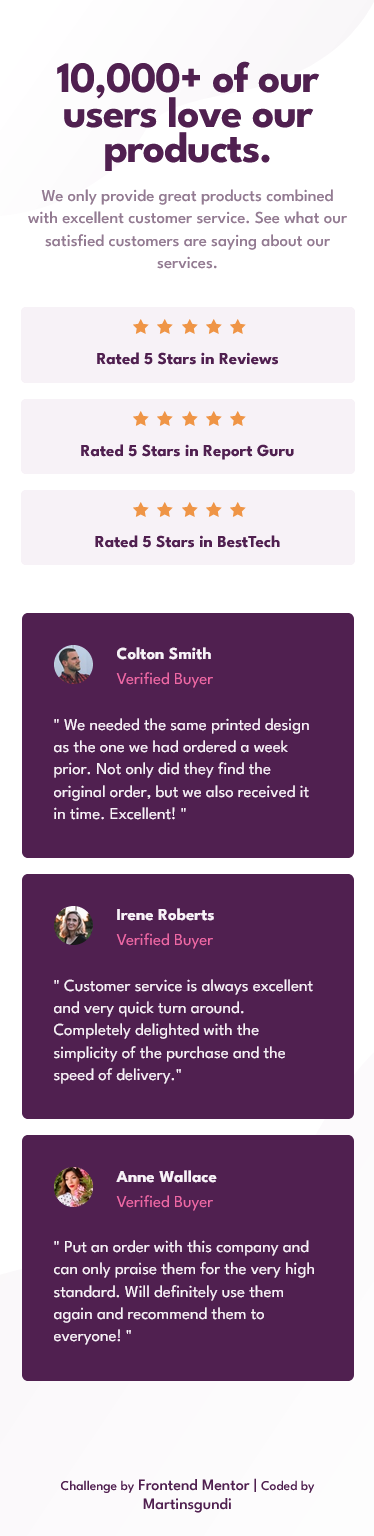 10,000+ of our
users love our
products.
We only provide great products combined
with excellent customer service. See what our
satisfied customers are saying about our
services.
Rated 5 Stars in Reviews
Rated 5 Stars in Report Guru
Rated 5 Stars in BestTech
Colton Smith
Verified Buyer
" We needed the same printed design
as the one we had ordered a week
prior. Not only did they find the
original order, but we also received it
in time. Excellent! "
Irene Roberts
Verified Buyer
" Customer service is always excellent
and very quick turn around.
Completely delighted with the
simplicity of the purchase and the
speed of delivery."
Anne Wallace
Verified Buyer
" Put an order with this company and
can only praise them for the very high
standard. Will definitely use them
again and recommend them to
everyone! "
Challenge by Frontend Mentor | Coded by
Martinsgundi